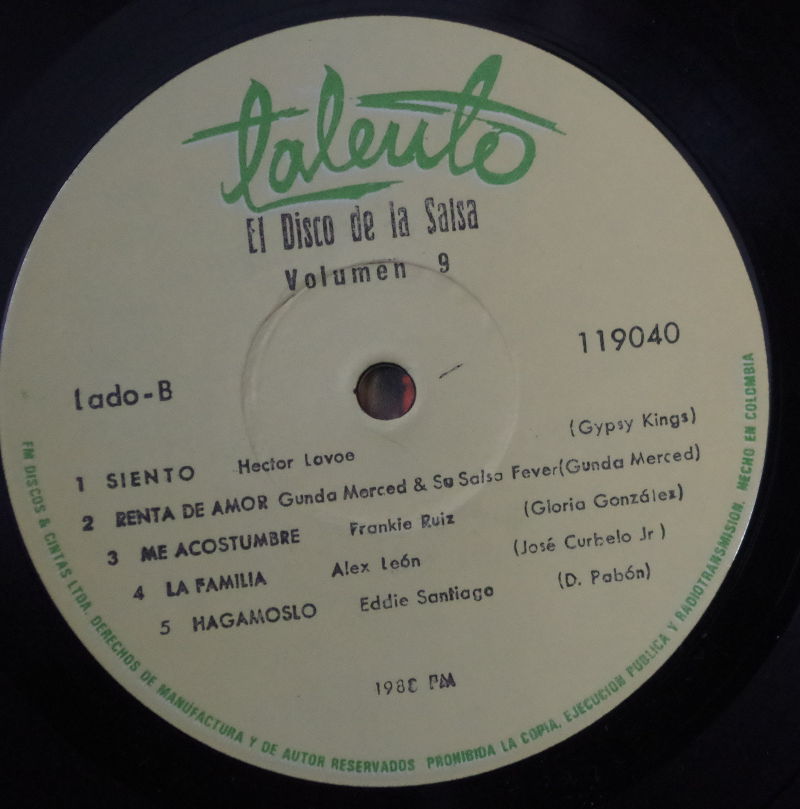 talento
El Disco de la Salsa
Volumen 9
119040
lado-B
1 SIENTO Hector Lavoe (Gypsy Kings)
2 RENTA DE AMOR Gunda Merced & Su Salsa Fever (Gunda Merced)
3 ME ACOSTUMBRE Frankie Ruiz (Gloria González)
4 LA FAMILIA Alex León (José Curbelo Jr)
5 HAGAMOSLO Eddie Santiago (D. Pabón)
1988 FM
FM DISCOS & CINTAS LTDA. DERECHOS DE MANUFACTURA Y DE AUTOR RESERVADOS PROHIBIDA LA COPIA, EJECUCION PUBLICA Y RADIOTRANSMISION. HECHO EN COLOMBIA